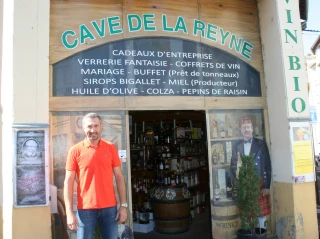 CAVE DE LA REYNE
CADEAUX D'ENTREPRISE
VERRERIE FANTAISIE - COFFRETS DE VIN
MARIAGE - BUFFET (Prêt de tonneaux)
SIROPS BIGALLET - MIEL (Producteur)
HUILE D'OLIVE - COLZA - PEPINS DE RAISIN
VIN BIO